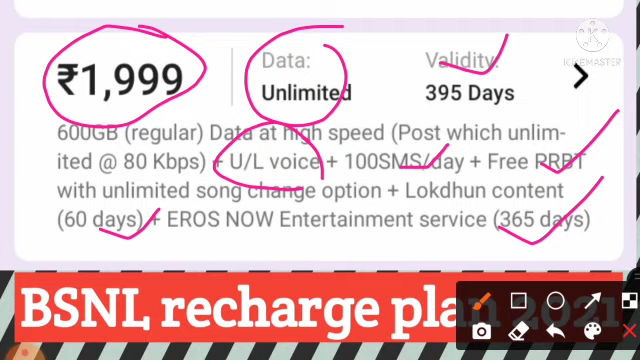 KINEMASTER
₹1,999
Data:
Validity:
Unlimited
395 Days
600GB (regular) Data at high speed (Post which unlim-
ited @ 80 Kbps) + U/L voice + 100SMS/day + Free PRBT
with unlimited song change option + Lokdhun content
(60 days) + EROS NOW Entertainment service (365 days)
BSNL recharge plan 2021